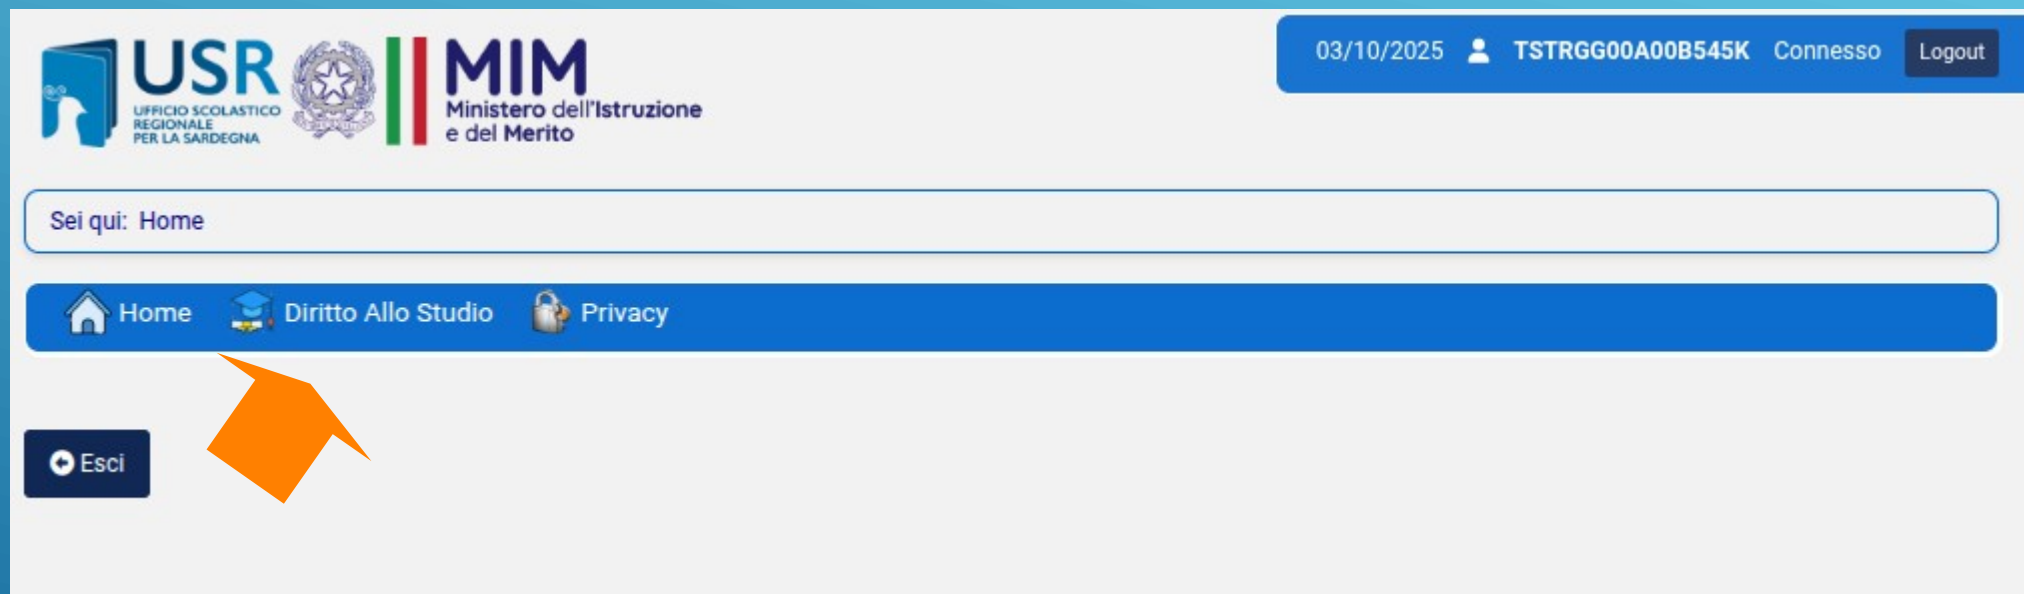 USR
UFFICIO SCOLASTICO
REGIONALE
PER LA SARDEGNA
MIM
Ministero dell'Istruzione
e del Merito
03/10/2025 TSTRGG00A00B545K Connesso Logout
Sei qui: Home
Home Diritto Allo Studio Privacy
Esci